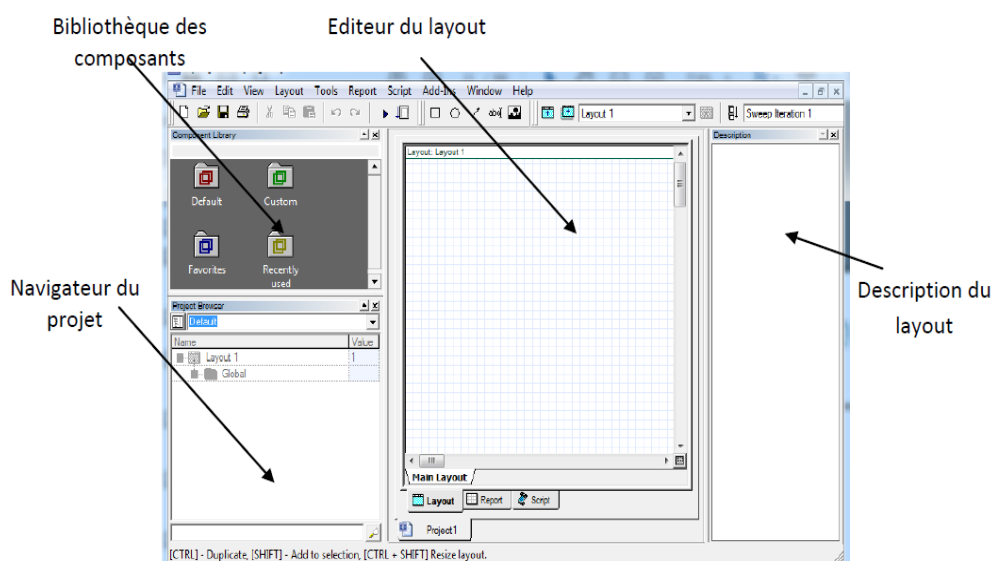 Bibliothèque des
composants
Editeur du layout
File Edit View Layout Tools Report Script Add-Ins Window Help
Layout 1
Sweep Iteration 1
Component Library
Default
Custom
Favorites
Recently
used
Layout: Layout 1
Description
Navigateur du
projet
Description du
layout
Project Browser
Default
Name Value
Layout 1 1
Global
Main Layout
Layout Report Script
Project1
[CTRL] - Duplicate, [SHIFT] - Add to selection, [CTRL + SHIFT] Resize layout.